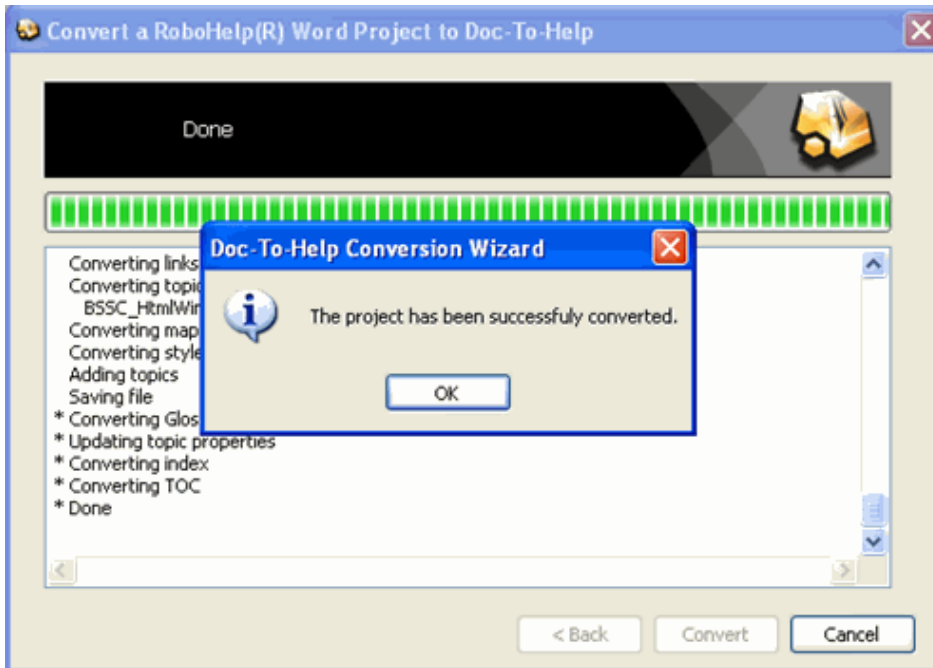 Convert a RoboHelp(R) Word Project to Doc-To-Help
Done
Doc-To-Help Conversion Wizard
The project has been successfuly converted.
OK
Converting links
Converting topic
BSSC_HtmlWin
Converting map
Converting style
Adding topics
Saving file
* Converting Glos
* Updating topic properties
* Converting index
* Converting TOC
* Done
< Back
Convert
Cancel